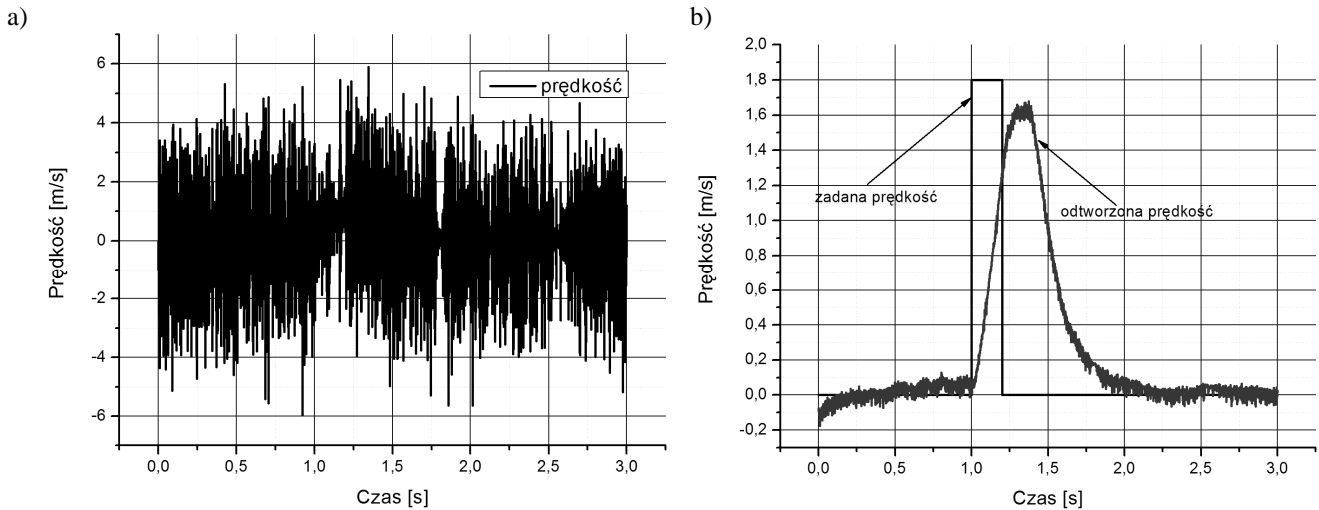 a)
6
4
2
0
-2
-4
-6
Prędkość [m/s]
prędkość
0,0 0,5 1,0 1,5 2,0 2,5 3,0
Czas [s]
b)
2,0
1,8
1,6
1,4
1,2
1,0
0,8
0,6
0,4
0,2
0,0
-0,2
Prędkość [m/s]
zadana prędkość
odtworzona prędkość
0,0 0,5 1,0 1,5 2,0 2,5 3,0
Czas [s]